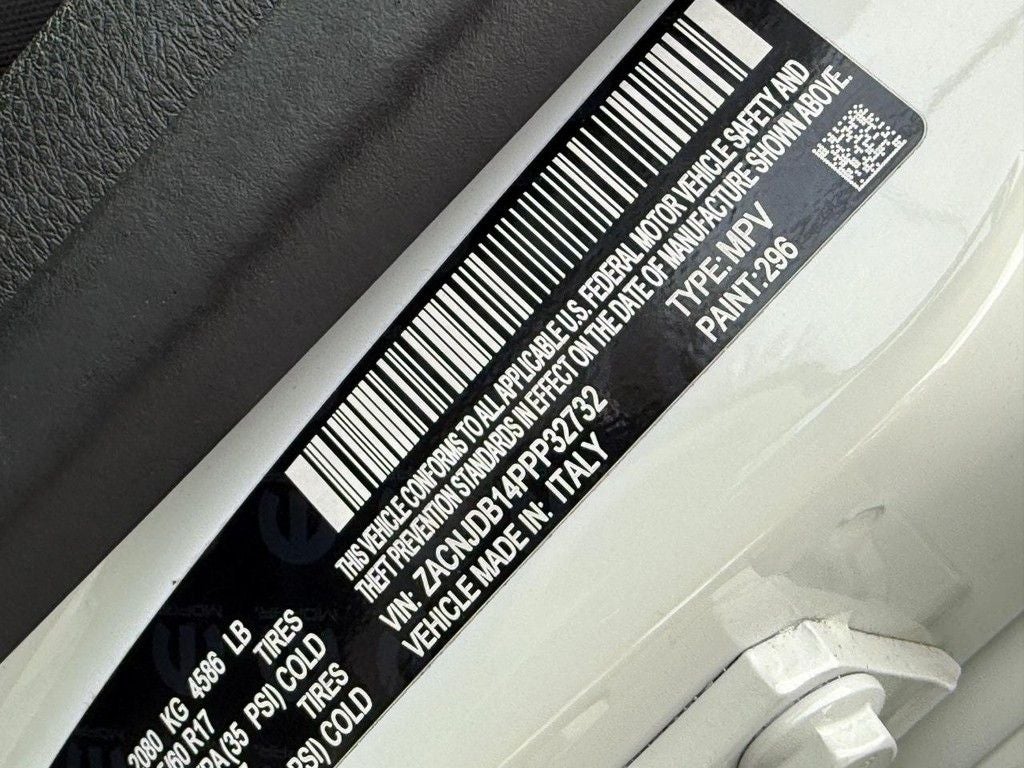 THIS VEHICLE CONFORMS TO ALL APPLICABLE U.S. FEDERAL MOTOR VEHICLE SAFETY AND
THEFT PREVENTION STANDARDS IN EFFECT ON THE DATE OF MANUFACTURE SHOWN ABOVE.
VIN: ZACNJDB14PPP32732
TYPE: MPV
VEHICLE MADE IN: ITALY
PAINT: 296
2080 KG 4586 LB
/60 R17 TIRES
(35 PSI) COLD
TIRES
PSI) COLD